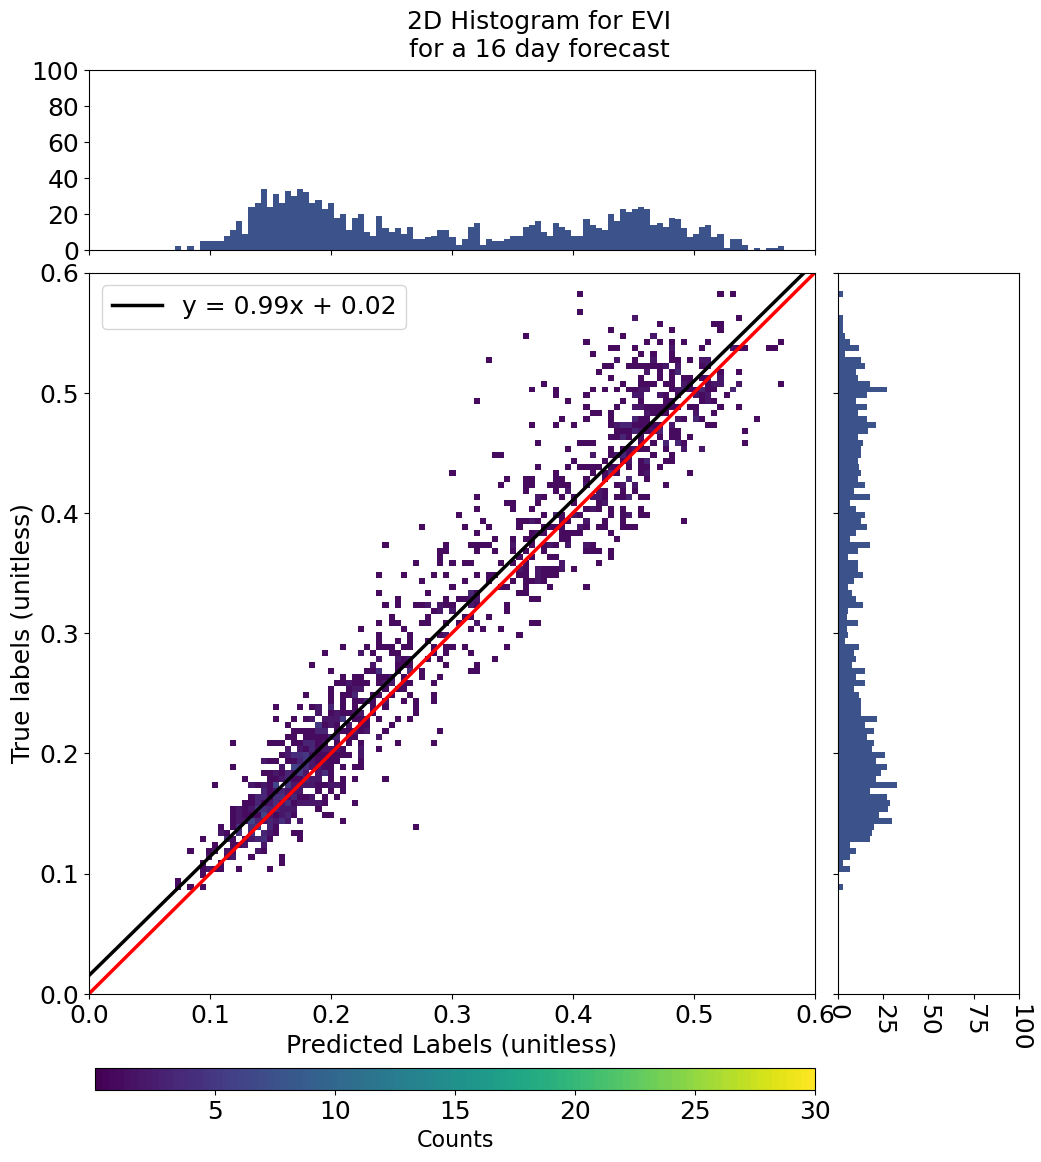 2D Histogram for EVI
for a 16 day forecast
100
80
60
40
20
0
0.6
0.5
0.4
0.3
0.2
0.1
0.0
True labels (unitless)
y = 0.99x + 0.02
0.0 0.1 0.2 0.3 0.4 0.5 0.6
Predicted Labels (unitless)
0 25 50 75 100
5 10 15 20 25 30
Counts